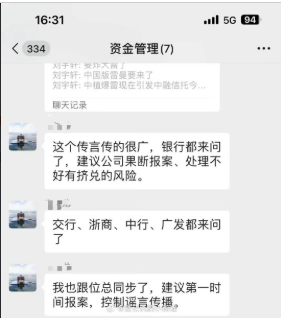 16:31
5G 94
334
资金管理(7)
刘宇轩: 要炸大雷了
刘宇轩: 中国版雷曼要来了
刘宇轩: 中植爆雷现在引发中融信托今...
聊天记录
这个传言传的很广，银行都来问
了，建议公司果断报案、处理不
好有挤兑的风险。
交行、浙商、中行、广发都来问
了
我也跟位总同步了，建议第一时
间报案，控制谣言传播。